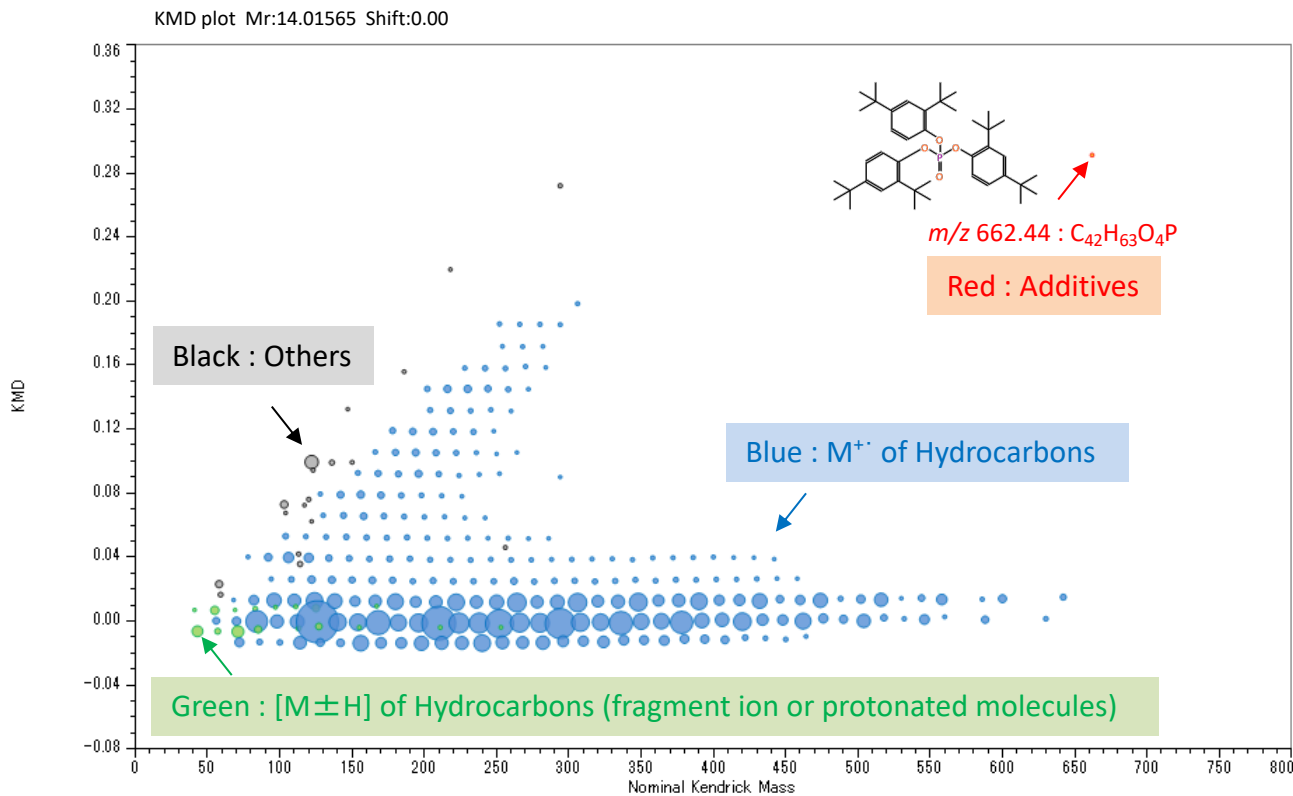 KMD plot Mr:14.01565 Shift:0.00
0.36
0.32
0.28
0.24
0.20
0.16
0.12
0.08
0.04
0.00
-0.04
-0.08
KMD
O
O
O
P
O
m/z 662.44 : C₄₂H₆₃O₄P
Red : Additives
Black : Others
Blue : M⁺˙ of Hydrocarbons
Green : [M±H] of Hydrocarbons (fragment ion or protonated molecules)
0 50 100 150 200 250 300 350 400 450 500 550 600 650 700 750 800
Nominal Kendrick Mass